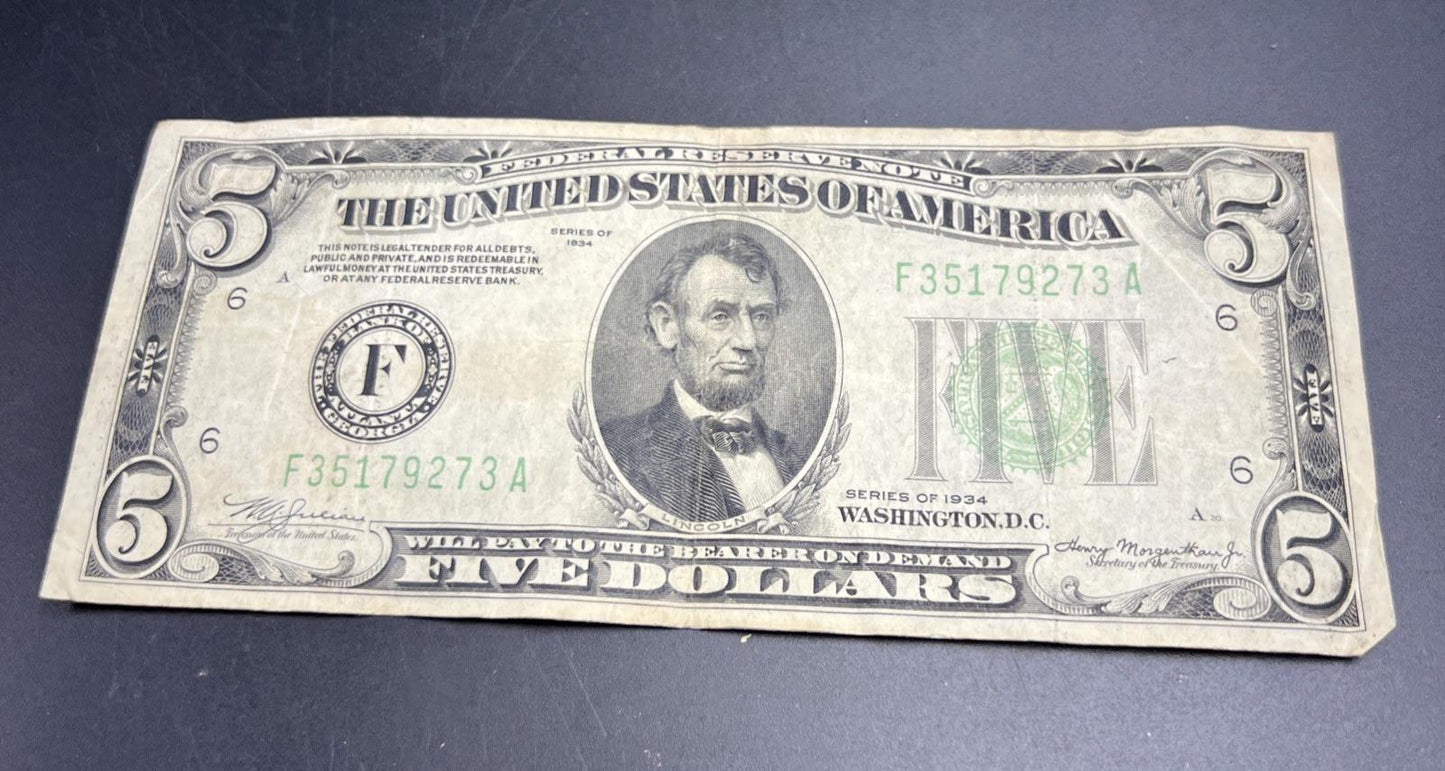 FEDERAL RESERVE NOTE
THE UNITED STATES OF AMERICA
5
5
SERIES OF
1934
THIS NOTE IS LEGAL TENDER FOR ALL DEBTS,
PUBLIC AND PRIVATE, AND IS REDEEMABLE IN
LAWFUL MONEY AT THE UNITED STATES TREASURY,
OR AT ANY FEDERAL RESERVE BANK.
A
6
F35179273A
6
FEDERAL RESERVE
BANK OF
F
ATLANTA
GEORGIA
FIVE
FIVE
FIVE
6
F35179273A
6
SERIES OF 1934
WASHINGTON, D.C.
A
LINCOLN
W. A. Julian
Treasurer of the United States.
Henry Morgenthau Jr.
Secretary of the Treasury.
WILL PAY TO THE BEARER ON DEMAND
FIVE DOLLARS
5
5